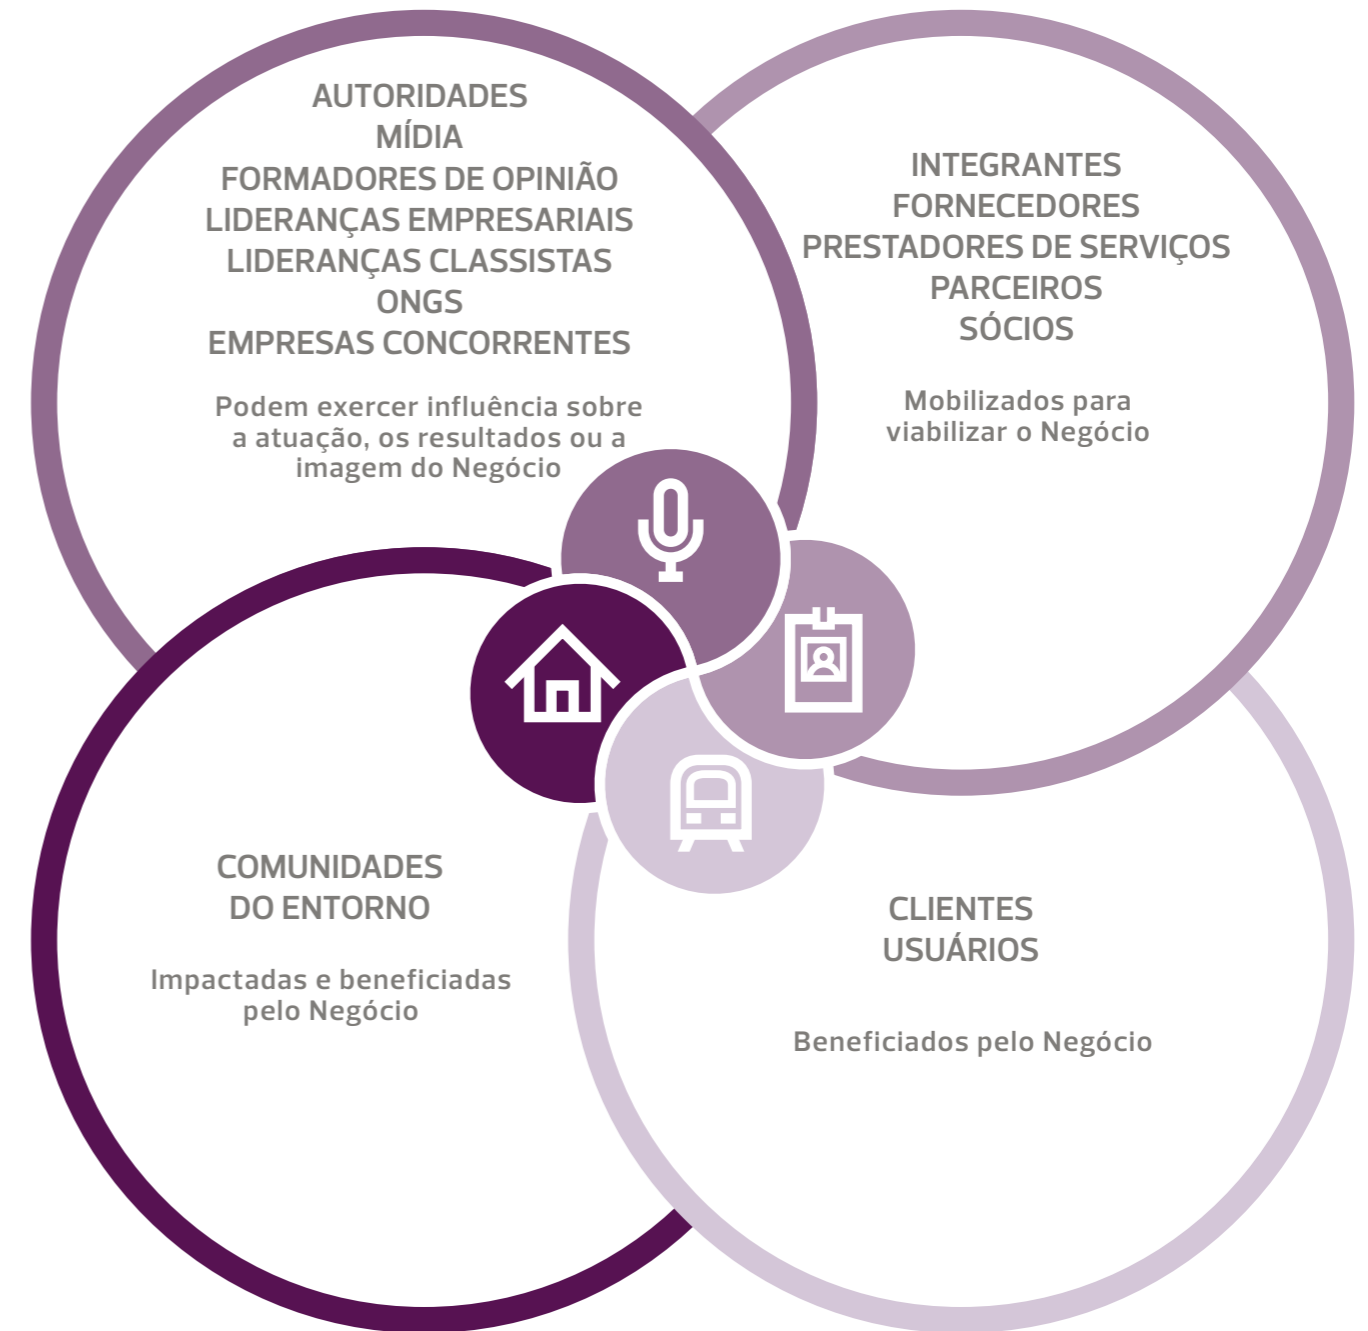 AUTORIDADES
MÍDIA
FORMADORES DE OPINIÃO
LIDERANÇAS EMPRESARIAIS
LIDERANÇAS CLASSISTAS
ONGS
EMPRESAS CONCORRENTES
Podem exercer influência sobre
a atuação, os resultados ou a
imagem do Negócio
INTEGRANTES
FORNECEDORES
PRESTADORES DE SERVIÇOS
PARCEIROS
SÓCIOS
Mobilizados para
viabilizar o Negócio
COMUNIDADES
DO ENTORNO
Impactadas e beneficiadas
pelo Negócio
CLIENTES
USUÁRIOS
Beneficiados pelo Negócio